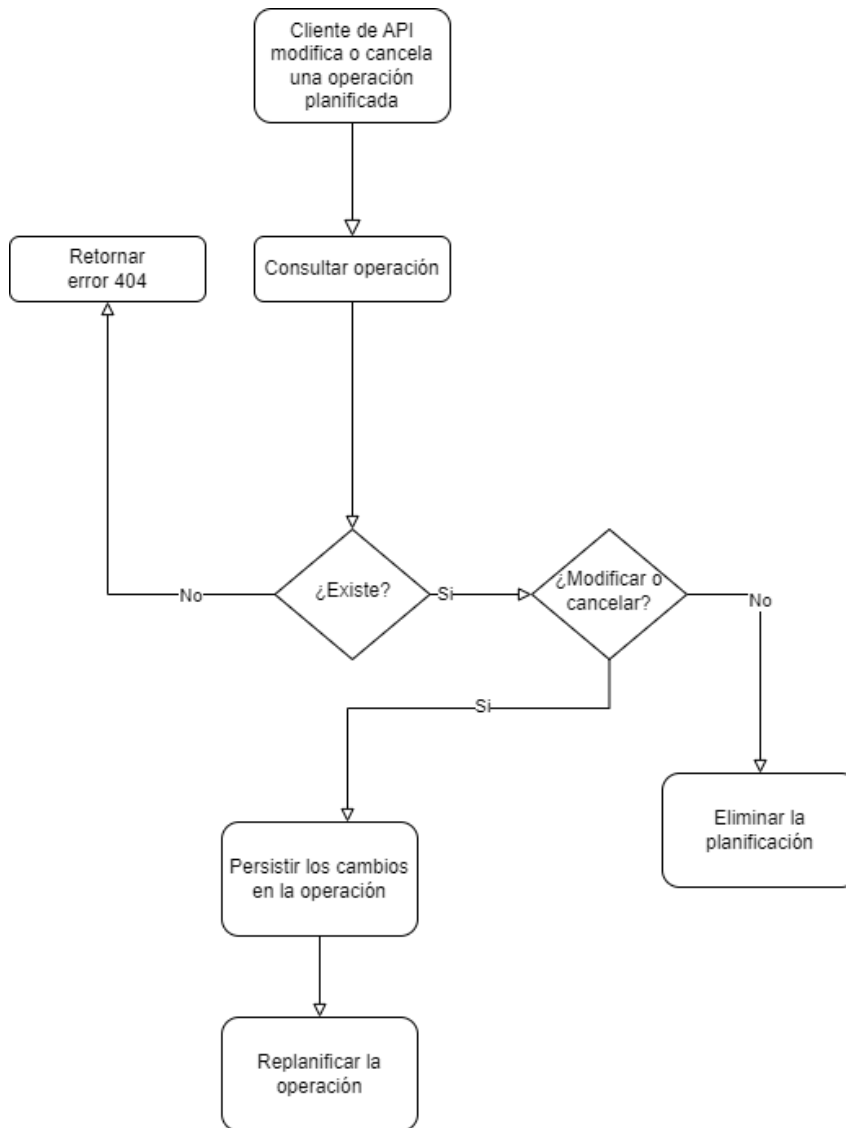 Cliente de API
modifica o cancela
una operación
planificada
Retornar
error 404
Consultar operación
¿Existe?
¿Modificar o
cancelar?
No
Si
No
Si
Eliminar la
planificación
Persistir los cambios
en la operación
Replanificar la
operación